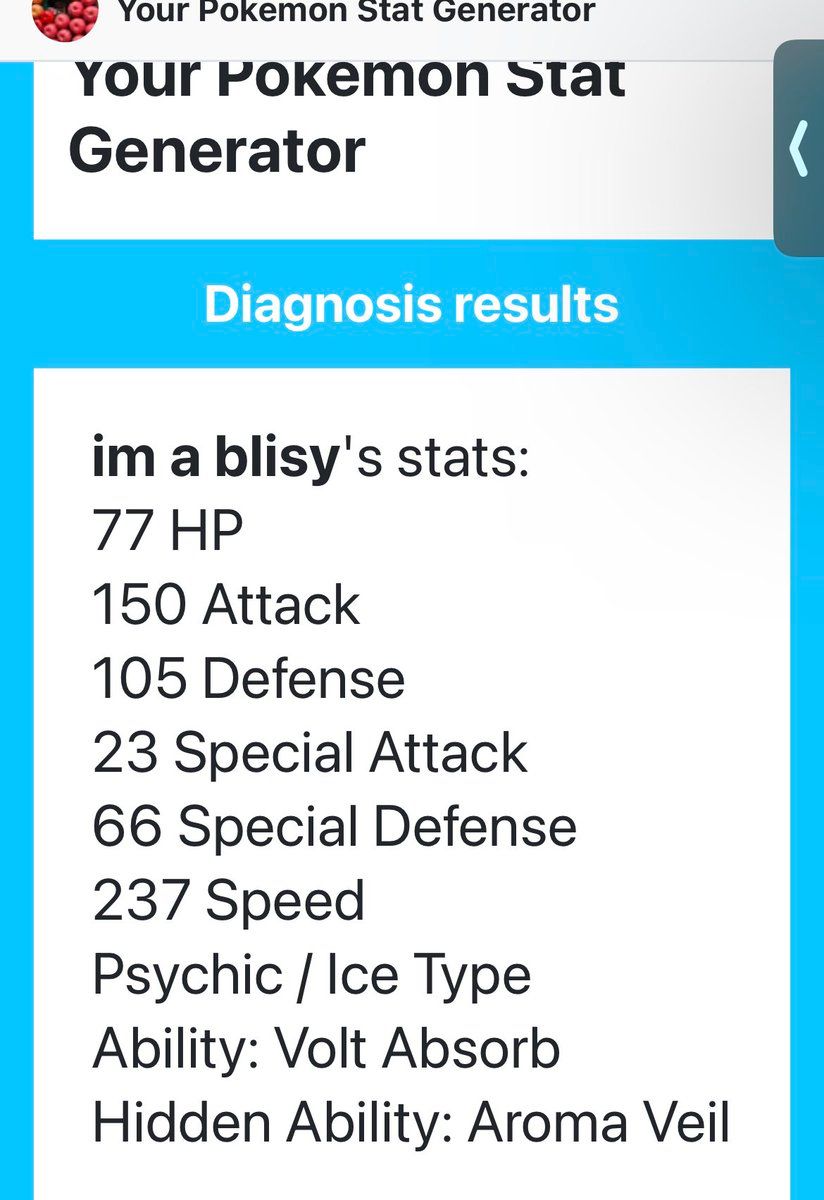 Your Pokemon Stat Generator
Your Pokemon Stat
Generator
Diagnosis results
im a blisy's stats:
77 HP
150 Attack
105 Defense
23 Special Attack
66 Special Defense
237 Speed
Psychic / Ice Type
Ability: Volt Absorb
Hidden Ability: Aroma Veil